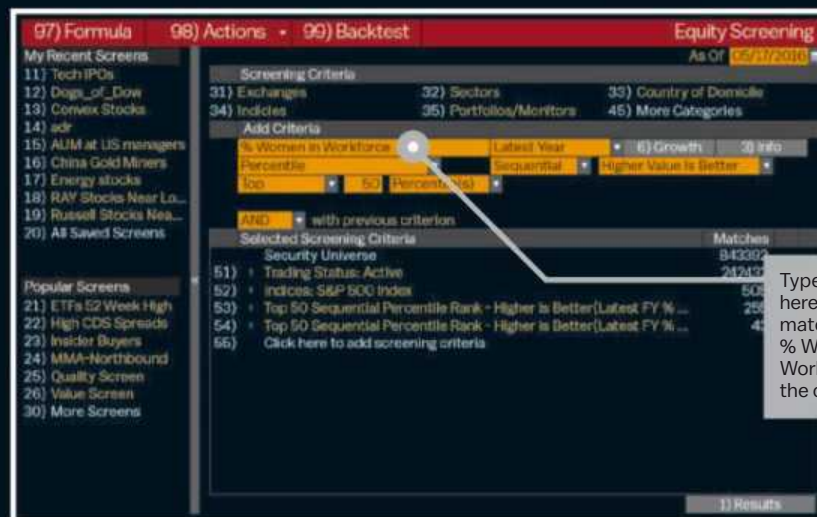 97) Formula 98) Actions 99) Backtest Equity Screening
As Of 05/17/2016
My Recent Screens
11) Tech IPOs
12) Dogs_of_Dow
13) Convex Stocks
14) adr
15) AUM at US managers
16) China Gold Miners
17) Energy stocks
18) RAY Stocks Near Lo...
19) Russell Stocks Nea...
20) All Saved Screens
Popular Screens
21) ETFs 52 Week High
22) High CDS Spreads
23) Insider Buyers
24) MMA-Northbound
25) Quality Screen
26) Value Screen
30) More Screens
Screening Criteria
31) Exchanges 32) Sectors 33) Country of Domicile
34) Indicies 35) Portfolios/Monitors 45) More Categories
Add Criteria
% Women in Workforce Latest Year 6) Growth 3) Info
Percentile Sequential Higher Value Is Better
Top 50 Percentile(s)
AND with previous criterion
Selected Screening Criteria Matches
Security Universe 843392
51) Trading Status: Active
52) Indices: S&P 500 Index
53) Top 50 Sequential Percentile Rank - Higher is Better(Latest FY % ...
54) Top 50 Sequential Percentile Rank - Higher is Better(Latest FY % ...
55) Click here to add screening criteria
1) Results
Type
here
mat
% W
Wor
the